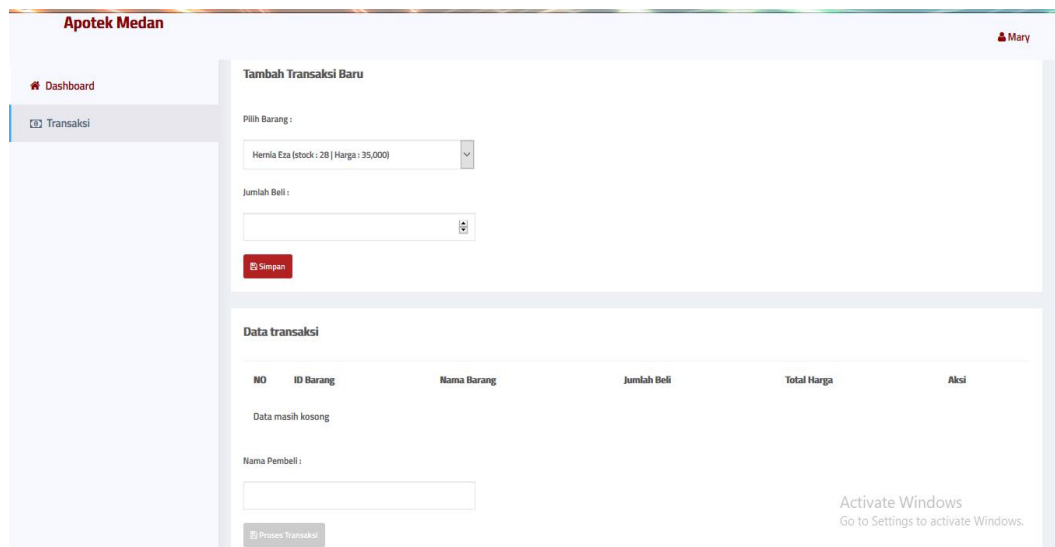 Apotek Medan
Mary
Dashboard
Transaksi
Tambah Transaksi Baru
Pilih Barang :
Hernia Eza (stock : 28 | Harga : 35,000)
Jumlah Beli :
Simpan
Data transaksi
NO ID Barang Nama Barang Jumlah Beli Total Harga Aksi
Data masih kosong
Nama Pembeli :
Proses Transaksi
Activate Windows
Go to Settings to activate Windows.